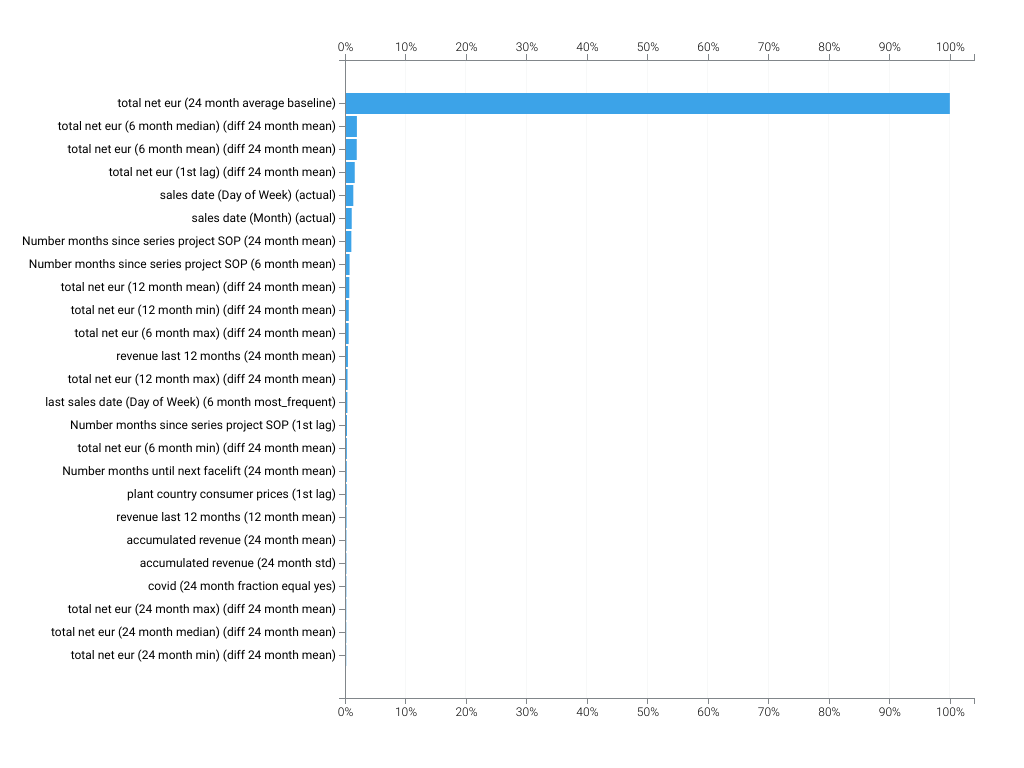 0% 10% 20% 30% 40% 50% 60% 70% 80% 90% 100%
total net eur (24 month average baseline)
total net eur (6 month median) (diff 24 month mean)
total net eur (6 month mean) (diff 24 month mean)
total net eur (1st lag) (diff 24 month mean)
sales date (Day of Week) (actual)
sales date (Month) (actual)
Number months since series project SOP (24 month mean)
Number months since series project SOP (6 month mean)
total net eur (12 month mean) (diff 24 month mean)
total net eur (12 month min) (diff 24 month mean)
total net eur (6 month max) (diff 24 month mean)
revenue last 12 months (24 month mean)
total net eur (12 month max) (diff 24 month mean)
last sales date (Day of Week) (6 month most_frequent)
Number months since series project SOP (1st lag)
total net eur (6 month min) (diff 24 month mean)
Number months until next facelift (24 month mean)
plant country consumer prices (1st lag)
revenue last 12 months (12 month mean)
accumulated revenue (24 month mean)
accumulated revenue (24 month std)
covid (24 month fraction equal yes)
total net eur (24 month max) (diff 24 month mean)
total net eur (24 month median) (diff 24 month mean)
total net eur (24 month min) (diff 24 month mean)
0% 10% 20% 30% 40% 50% 60% 70% 80% 90% 100%